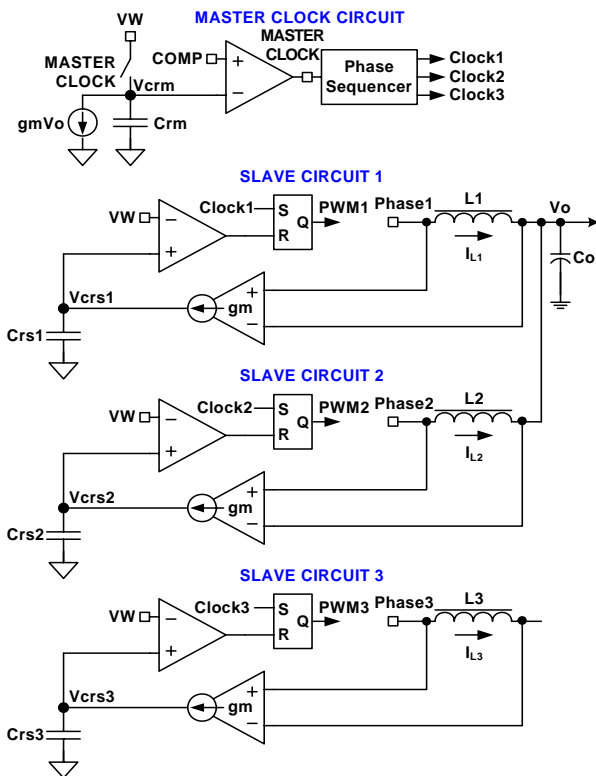 MASTER CLOCK CIRCUIT
VW
MASTER
CLOCK
COMP
MASTER
CLOCK
Vcrm
gmVo
Crm
+
−
Phase
Sequencer
Clock1
Clock2
Clock3
SLAVE CIRCUIT 1
VW
−
+
Clock1
S
R
Q
PWM1
Phase1
L1
IL1
Vo
Co
Vcrs1
Crs1
gm
+
−
SLAVE CIRCUIT 2
VW
−
+
Clock2
S
R
Q
PWM2
Phase2
L2
IL2
Vcrs2
Crs2
gm
+
−
SLAVE CIRCUIT 3
VW
−
+
Clock3
S
R
Q
PWM3
Phase3
L3
IL3
Vcrs3
Crs3
gm
+
−